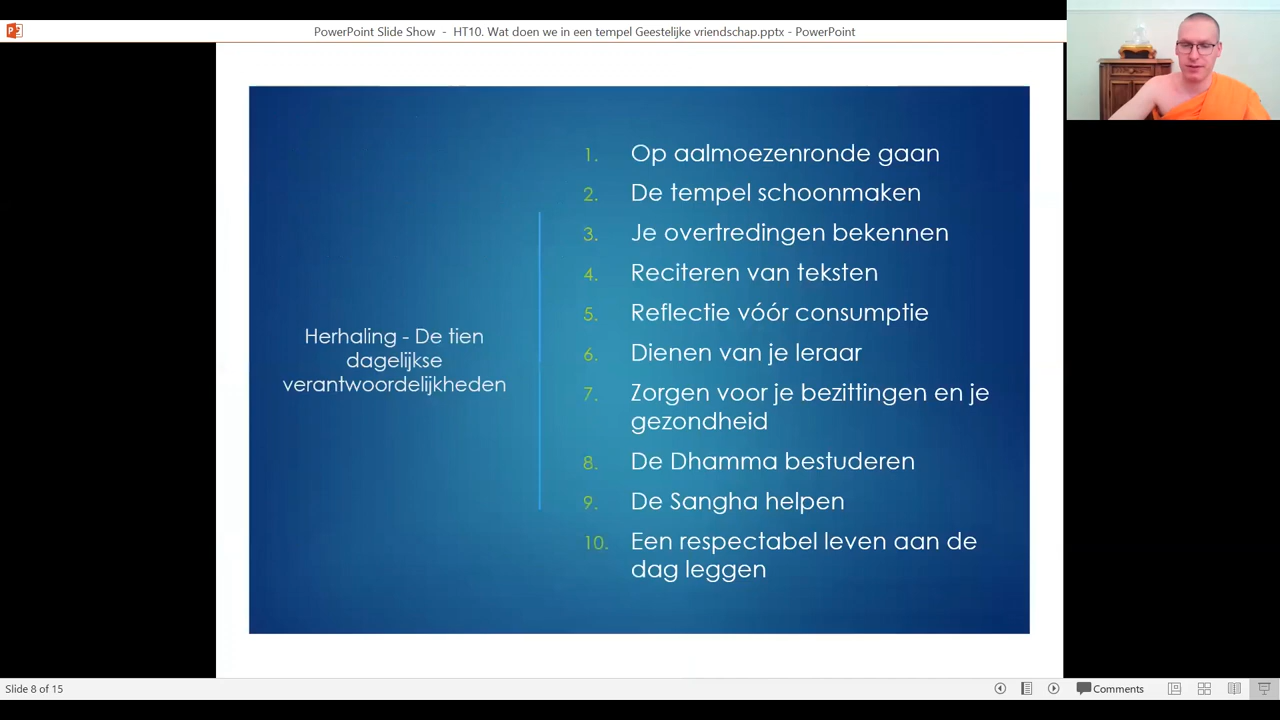 PowerPoint Slide Show - HT10. Wat doen we in een tempel Geestelijke vriendschap.pptx - PowerPoint
Herhaling - De tien
dagelijkse
verantwoordelijkheden
1. Op aalmoezenronde gaan
2. De tempel schoonmaken
3. Je overtredingen bekennen
4. Reciteren van teksten
5. Reflectie vóór consumptie
6. Dienen van je leraar
7. Zorgen voor je bezittingen en je
gezondheid
8. De Dhamma bestuderen
9. De Sangha helpen
10. Een respectabel leven aan de
dag leggen
Slide 8 of 15
Comments